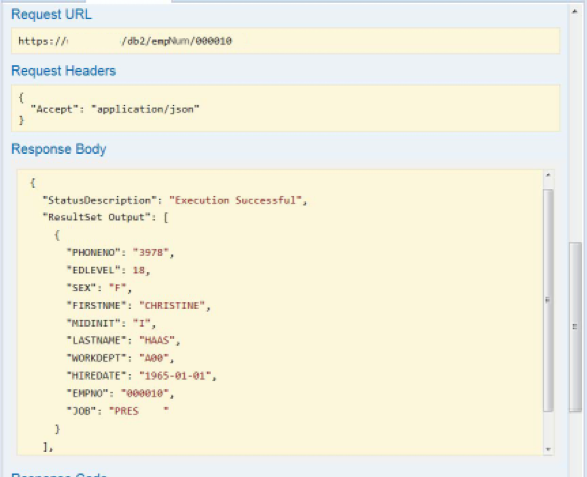 Request URL
https:// /db2/empNum/000010
Request Headers
{
"Accept": "application/json"
}
Response Body
{
"StatusDescription": "Execution Successful",
"ResultSet Output": [
{
"PHONENO": "3978",
"EDLEVEL": 18,
"SEX": "F",
"FIRSTNME": "CHRISTINE",
"MIDINIT": "I",
"LASTNAME": "HAAS",
"WORKDEPT": "A00",
"HIREDATE": "1965-01-01",
"EMPNO": "000010",
"JOB": "PRES    "
}
],
Response Code